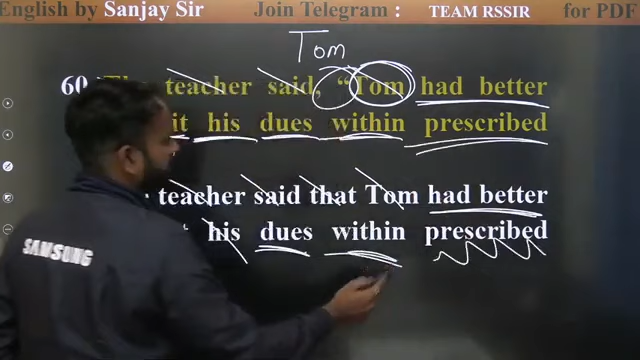 English by Sanjay Sir Join Telegram : TEAM RSSIR for PDF
Tom
60. The teacher said, “Tom had better
his dues within prescribed
teacher said that Tom had better
his dues within prescribed
SAMSUNG